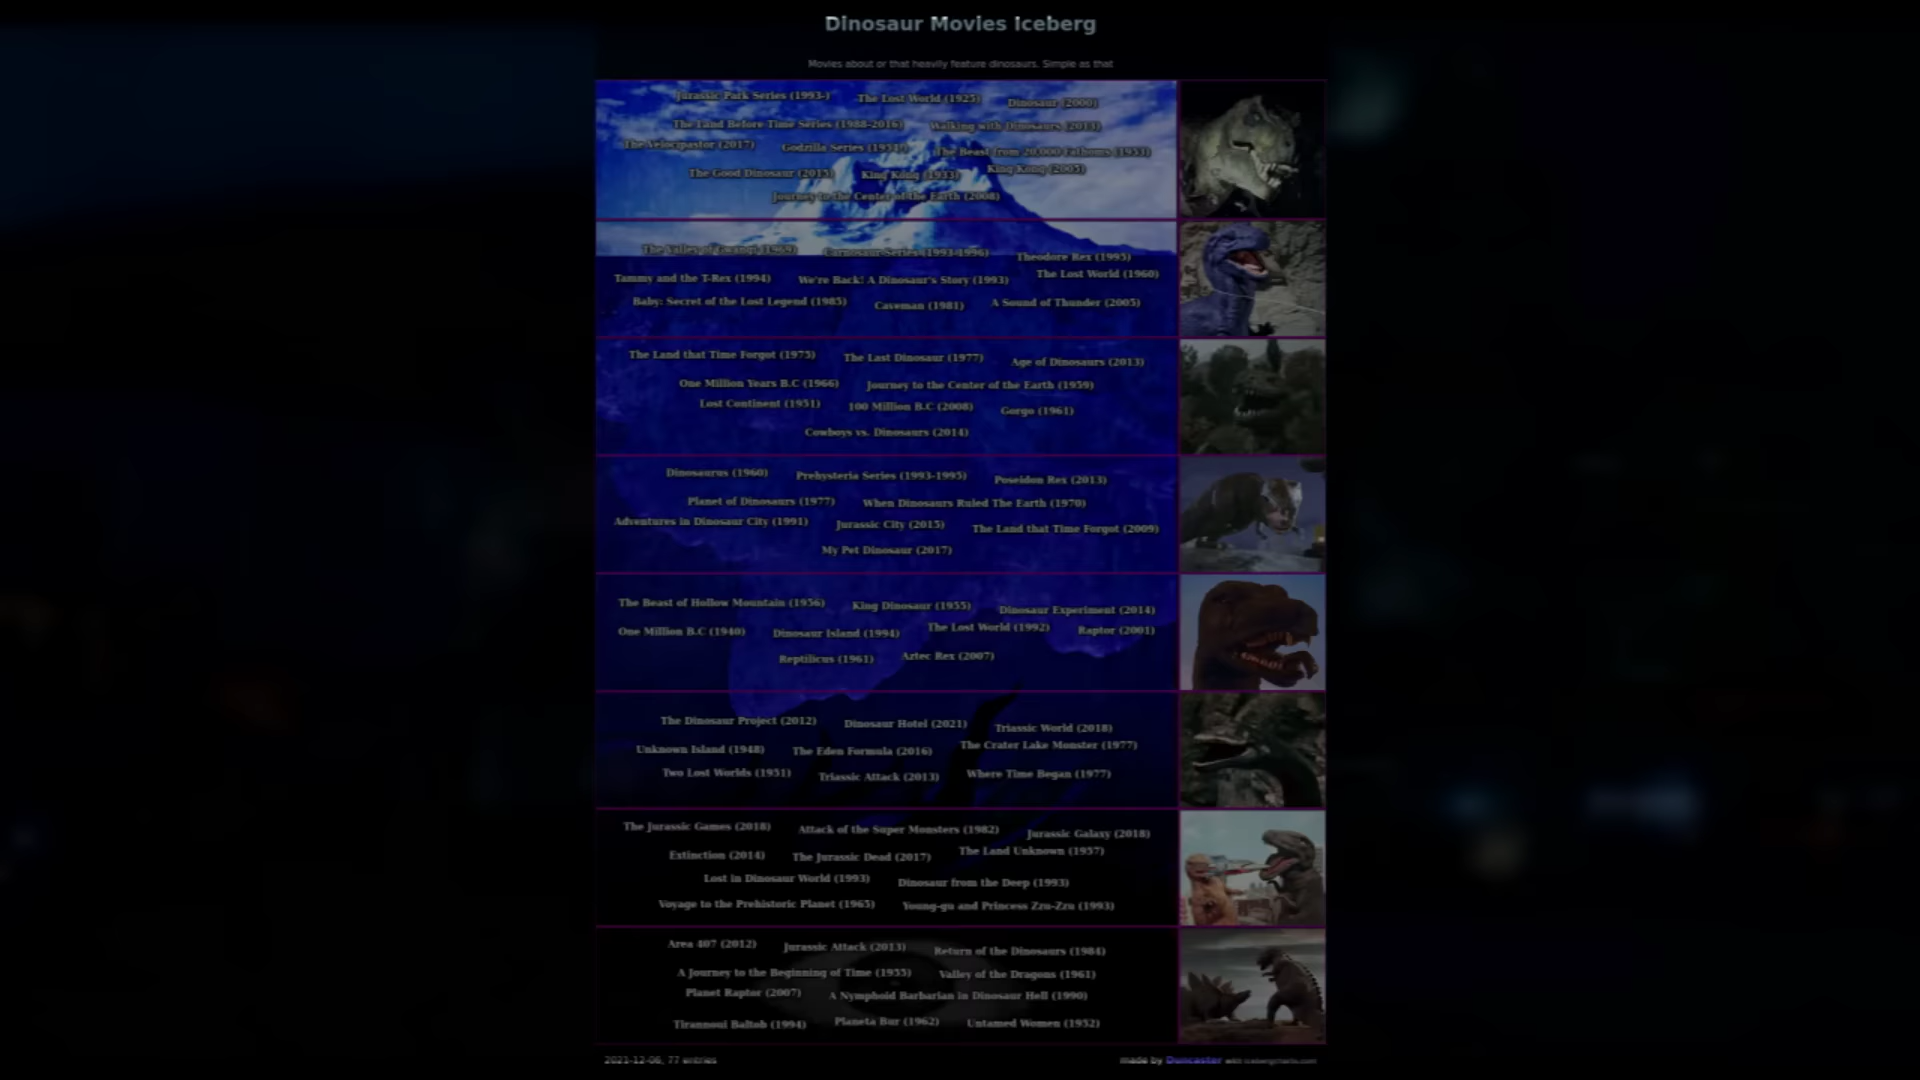 Dinosaur Movies Iceberg
Movies about or that heavily feature dinosaurs. Simple as that
Jurassic Park Series (1993-) The Lost World (1925) Dinosaur (2000)
The Land Before Time Series (1988-2016) Walking with Dinosaurs (2013)
The Velocipastor (2017) Godzilla Series (1954-) The Beast from 20,000 Fathoms (1953)
The Good Dinosaur (2015) King Kong (1933) King Kong (2005)
Journey to the Center of the Earth (2008)
The Valley of Gwangi (1969) Carnosaur Series (1993-1996) Theodore Rex (1995)
Tammy and the T-Rex (1994) We're Back! A Dinosaur's Story (1993) The Lost World (1960)
Baby: Secret of the Lost Legend (1985) Caveman (1981) A Sound of Thunder (2005)
The Land that Time Forgot (1975) The Last Dinosaur (1977) Age of Dinosaurs (2013)
One Million Years B.C (1966) Journey to the Center of the Earth (1959)
Lost Continent (1951) 100 Million B.C (2008) Gorgo (1961)
Cowboys vs. Dinosaurs (2014)
Dinosaurus (1960) Prehysteria Series (1993-1995) Poseidon Rex (2013)
Planet of Dinosaurs (1977) When Dinosaurs Ruled The Earth (1970)
Adventures in Dinosaur City (1991) Jurassic City (2015) The Land that Time Forgot (2009)
My Pet Dinosaur (2017)
The Beast of Hollow Mountain (1956) King Dinosaur (1955) Dinosaur Experiment (2014)
One Million B.C (1940) Dinosaur Island (1994) The Lost World (1992) Raptor (2001)
Reptilicus (1961) Aztec Rex (2007)
The Dinosaur Project (2012) Dinosaur Hotel (2021) Triassic World (2018)
Unknown Island (1948) The Eden Formula (2016) The Crater Lake Monster (1977)
Two Lost Worlds (1951) Triassic Attack (2013) Where Time Began (1977)
The Jurassic Games (2018) Attack of the Super Monsters (1982) Jurassic Galaxy (2018)
Extinction (2014) The Jurassic Dead (2017) The Land Unknown (1957)
Lost in Dinosaur World (1993) Dinosaur from the Deep (1993)
Voyage to the Prehistoric Planet (1965) Young-gu and Princess Zzu-Zzu (1993)
Area 407 (2012) Jurassic Attack (2013) Return of the Dinosaurs (1984)
A Journey to the Beginning of Time (1955) Valley of the Dragons (1961)
Planet Raptor (2007) A Nymphoid Barbarian in Dinosaur Hell (1990)
Tirannoui Baltob (1994) Planeta Bur (1962) Untamed Women (1952)
2021-12-06, 77 entries made by Duncaster with icebergcharts.com